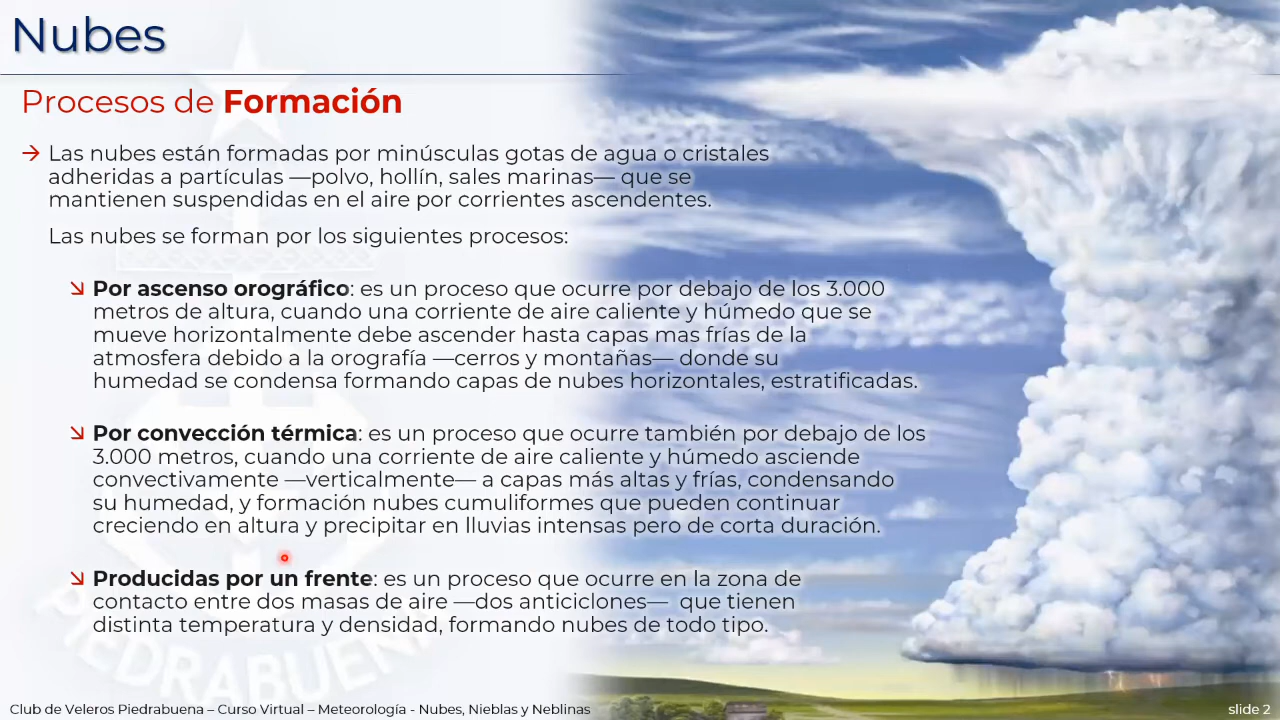 Nubes
Procesos de Formación
→ Las nubes están formadas por minúsculas gotas de agua o cristales
adheridas a partículas —polvo, hollín, sales marinas— que se
mantienen suspendidas en el aire por corrientes ascendentes.
Las nubes se forman por los siguientes procesos:
↘ Por ascenso orográfico: es un proceso que ocurre por debajo de los 3.000
metros de altura, cuando una corriente de aire caliente y húmedo que se
mueve horizontalmente debe ascender hasta capas mas frías de la
atmosfera debido a la orografía —cerros y montañas— donde su
humedad se condensa formando capas de nubes horizontales, estratificadas.
↘ Por convección térmica: es un proceso que ocurre también por debajo de los
3.000 metros, cuando una corriente de aire caliente y húmedo asciende
convectivamente —verticalmente— a capas más altas y frías, condensando
su humedad, y formación nubes cumuliformes que pueden continuar
creciendo en altura y precipitar en lluvias intensas pero de corta duración.
↘ Producidas por un frente: es un proceso que ocurre en la zona de
contacto entre dos masas de aire —dos anticiclones— que tienen
distinta temperatura y densidad, formando nubes de todo tipo.
PIEDRABUENA
Club de Veleros Piedrabuena – Curso Virtual – Meteorología - Nubes, Nieblas y Neblinas
slide 2